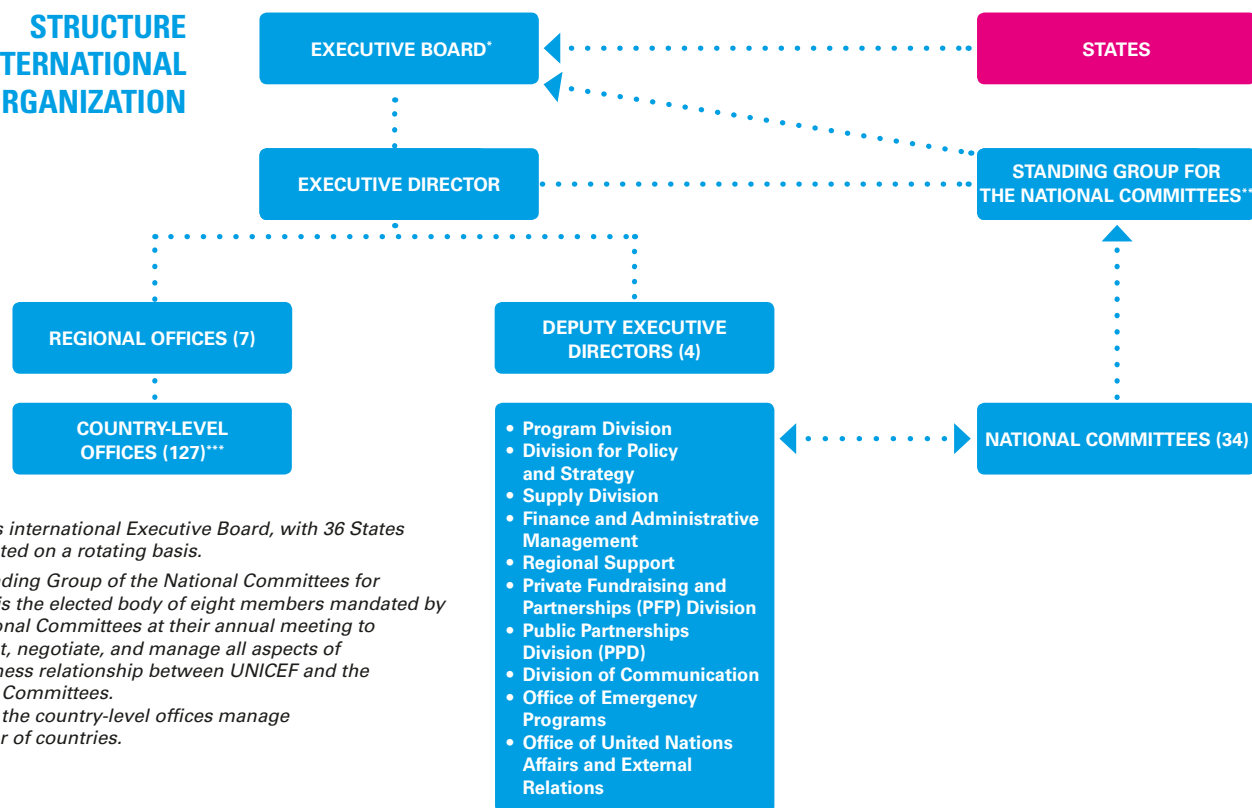 STRUCTURE
TERNATIONAL
RGANIZATION
EXECUTIVE BOARD*
STATES
EXECUTIVE DIRECTOR
STANDING GROUP FOR
THE NATIONAL COMMITTEES**
REGIONAL OFFICES (7)
DEPUTY EXECUTIVE
DIRECTORS (4)
COUNTRY-LEVEL
OFFICES (127)***
• Program Division
• Division for Policy
and Strategy
• Supply Division
• Finance and Administrative
Management
• Regional Support
• Private Fundraising and
Partnerships (PFP) Division
• Public Partnerships
Division (PPD)
• Division of Communication
• Office of Emergency
Programs
• Office of United Nations
Affairs and External
Relations
NATIONAL COMMITTEES (34)
s international Executive Board, with 36 States
ted on a rotating basis.
nding Group of the National Committees for
is the elected body of eight members mandated by
onal Committees at their annual meeting to
t, negotiate, and manage all aspects of
ness relationship between UNICEF and the
Committees.
the country-level offices manage
r of countries.